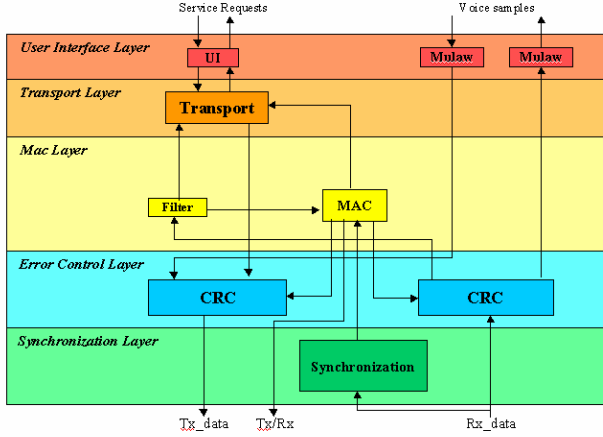 Service Requests
Voice samples
User Interface Layer
UI
Mulaw
Mulaw
Transport Layer
Transport
Mac Layer
Filter
MAC
Error Control Layer
CRC
CRC
Synchronization Layer
Synchronization
Tx_data
Tx/Rx
Rx_data